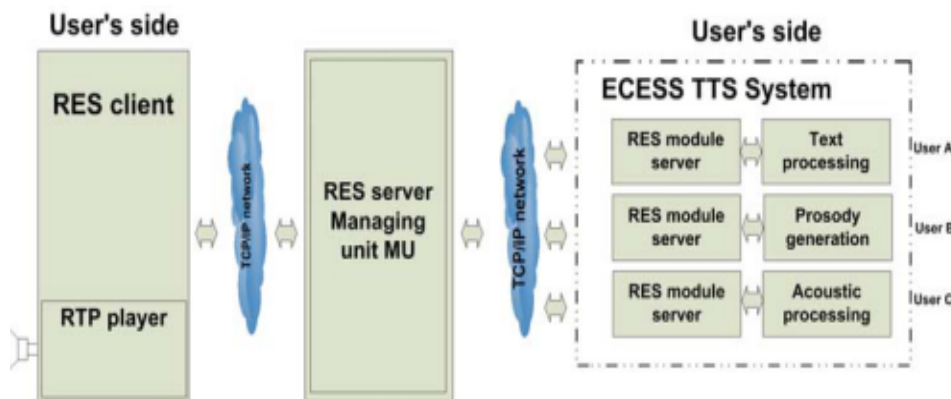 User's side
RES client
RTP player
TCP/IP network
RES server
Managing
unit MU
TCP/IP network
User's side
ECESS TTS System
RES module
server
Text
processing
User A
RES module
server
Prosody
generation
User B
RES module
server
Acoustic
processing
User C